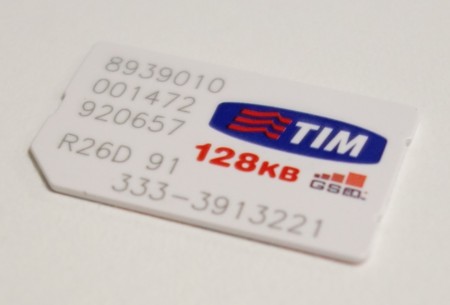 8939010
001472
920657
TIM
R26D 91
128KB
GSM
333-3913221